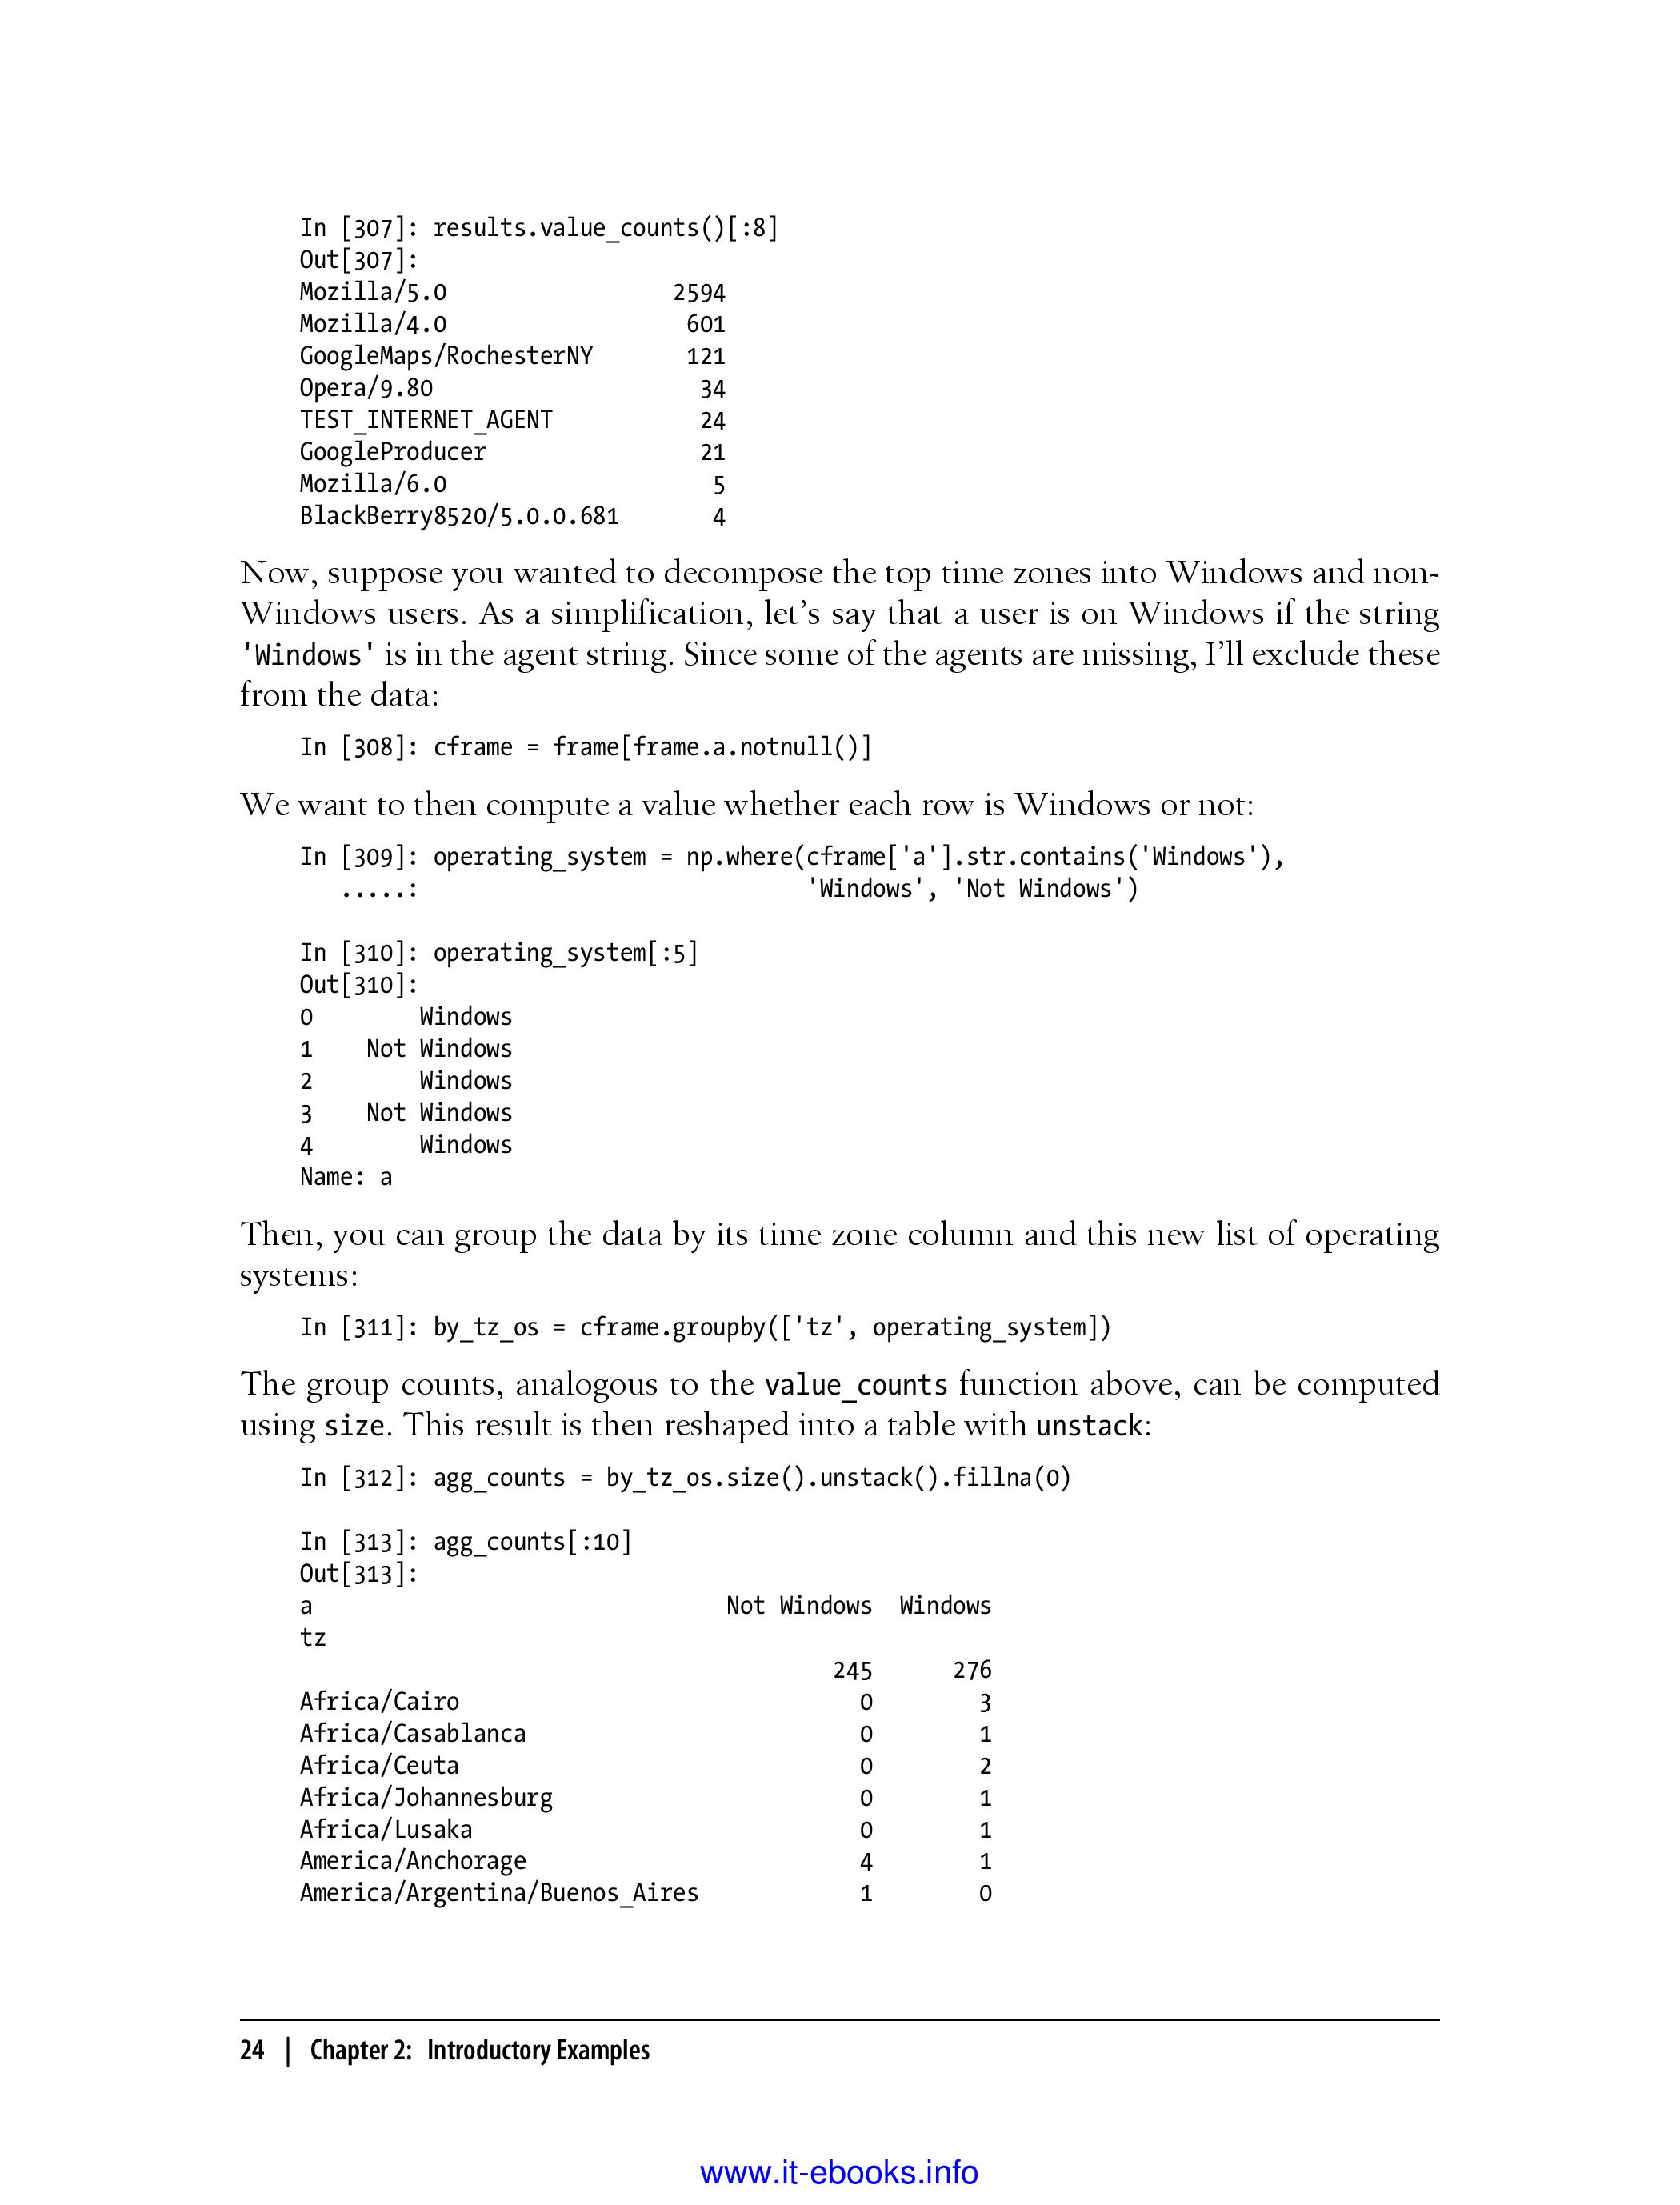 In [307]: results.value_counts()[:8]
Out[307]:
Mozilla/5.0                 2594
Mozilla/4.0                  601
GoogleMaps/RochesterNY       121
Opera/9.80                    34
TEST_INTERNET_AGENT           24
GoogleProducer                21
Mozilla/6.0                    5
BlackBerry8520/5.0.0.681       4
Now, suppose you wanted to decompose the top time zones into Windows and non-
Windows users. As a simplification, let’s say that a user is on Windows if the string
'Windows' is in the agent string. Since some of the agents are missing, I’ll exclude these
from the data:
In [308]: cframe = frame[frame.a.notnull()]
We want to then compute a value whether each row is Windows or not:
In [309]: operating_system = np.where(cframe['a'].str.contains('Windows'),
   .....:                             'Windows', 'Not Windows')
In [310]: operating_system[:5]
Out[310]:
0        Windows
1    Not Windows
2        Windows
3    Not Windows
4        Windows
Name: a
Then, you can group the data by its time zone column and this new list of operating
systems:
In [311]: by_tz_os = cframe.groupby(['tz', operating_system])
The group counts, analogous to the value_counts function above, can be computed
using size. This result is then reshaped into a table with unstack:
In [312]: agg_counts = by_tz_os.size().unstack().fillna(0)
In [313]: agg_counts[:10]
Out[313]:
a                               Not Windows  Windows
tz
                                        245      276
Africa/Cairo                              0        3
Africa/Casablanca                         0        1
Africa/Ceuta                              0        2
Africa/Johannesburg                       0        1
Africa/Lusaka                             0        1
America/Anchorage                         4        1
America/Argentina/Buenos_Aires            1        0
24 | Chapter 2: Introductory Examples
www.it-ebooks.info